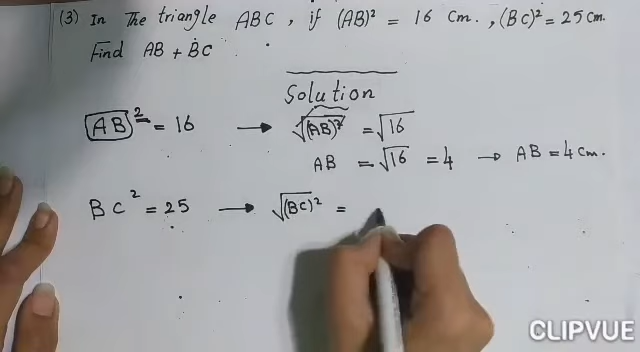 (3) In The triangle ABC, if (AB)² = 16 Cm., (BC)² = 25 Cm.
Find AB + BC
Solution
AB² = 16 → √(AB)² = √16
AB = √16 = 4 → AB = 4 Cm.
BC² = 25 → √(BC)² =
CLIPVUE